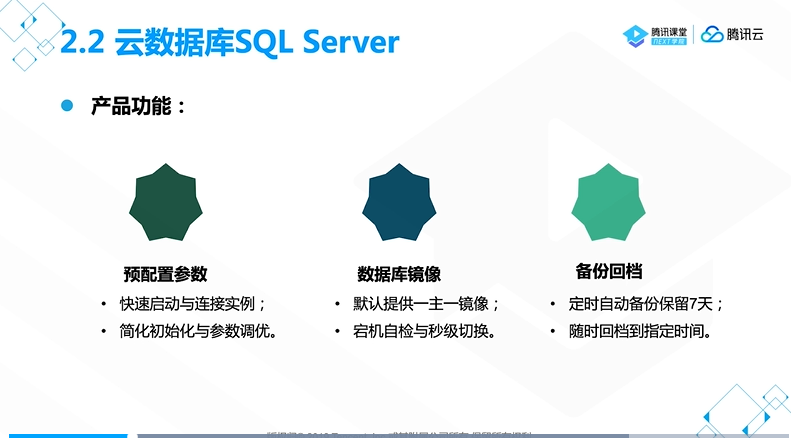 2.2 云数据库SQL Server
腾讯课堂
NEXT学院
腾讯云
产品功能：
预配置参数
• 快速启动与连接实例；
• 简化初始化与参数调优。
数据库镜像
• 默认提供一主一镜像；
• 宕机自检与秒级切换。
备份回档
• 定时自动备份保留7天；
• 随时回档到指定时间。